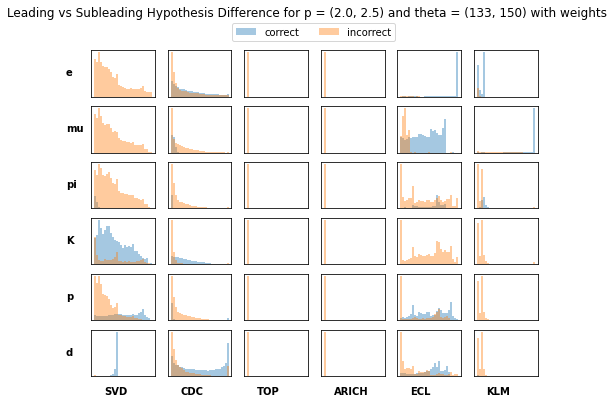 Leading vs Subleading Hypothesis Difference for p = (2.0, 2.5) and theta = (133, 150) with weights
correct incorrect
e
mu
pi
K
p
d
SVD CDC TOP ARICH ECL KLM